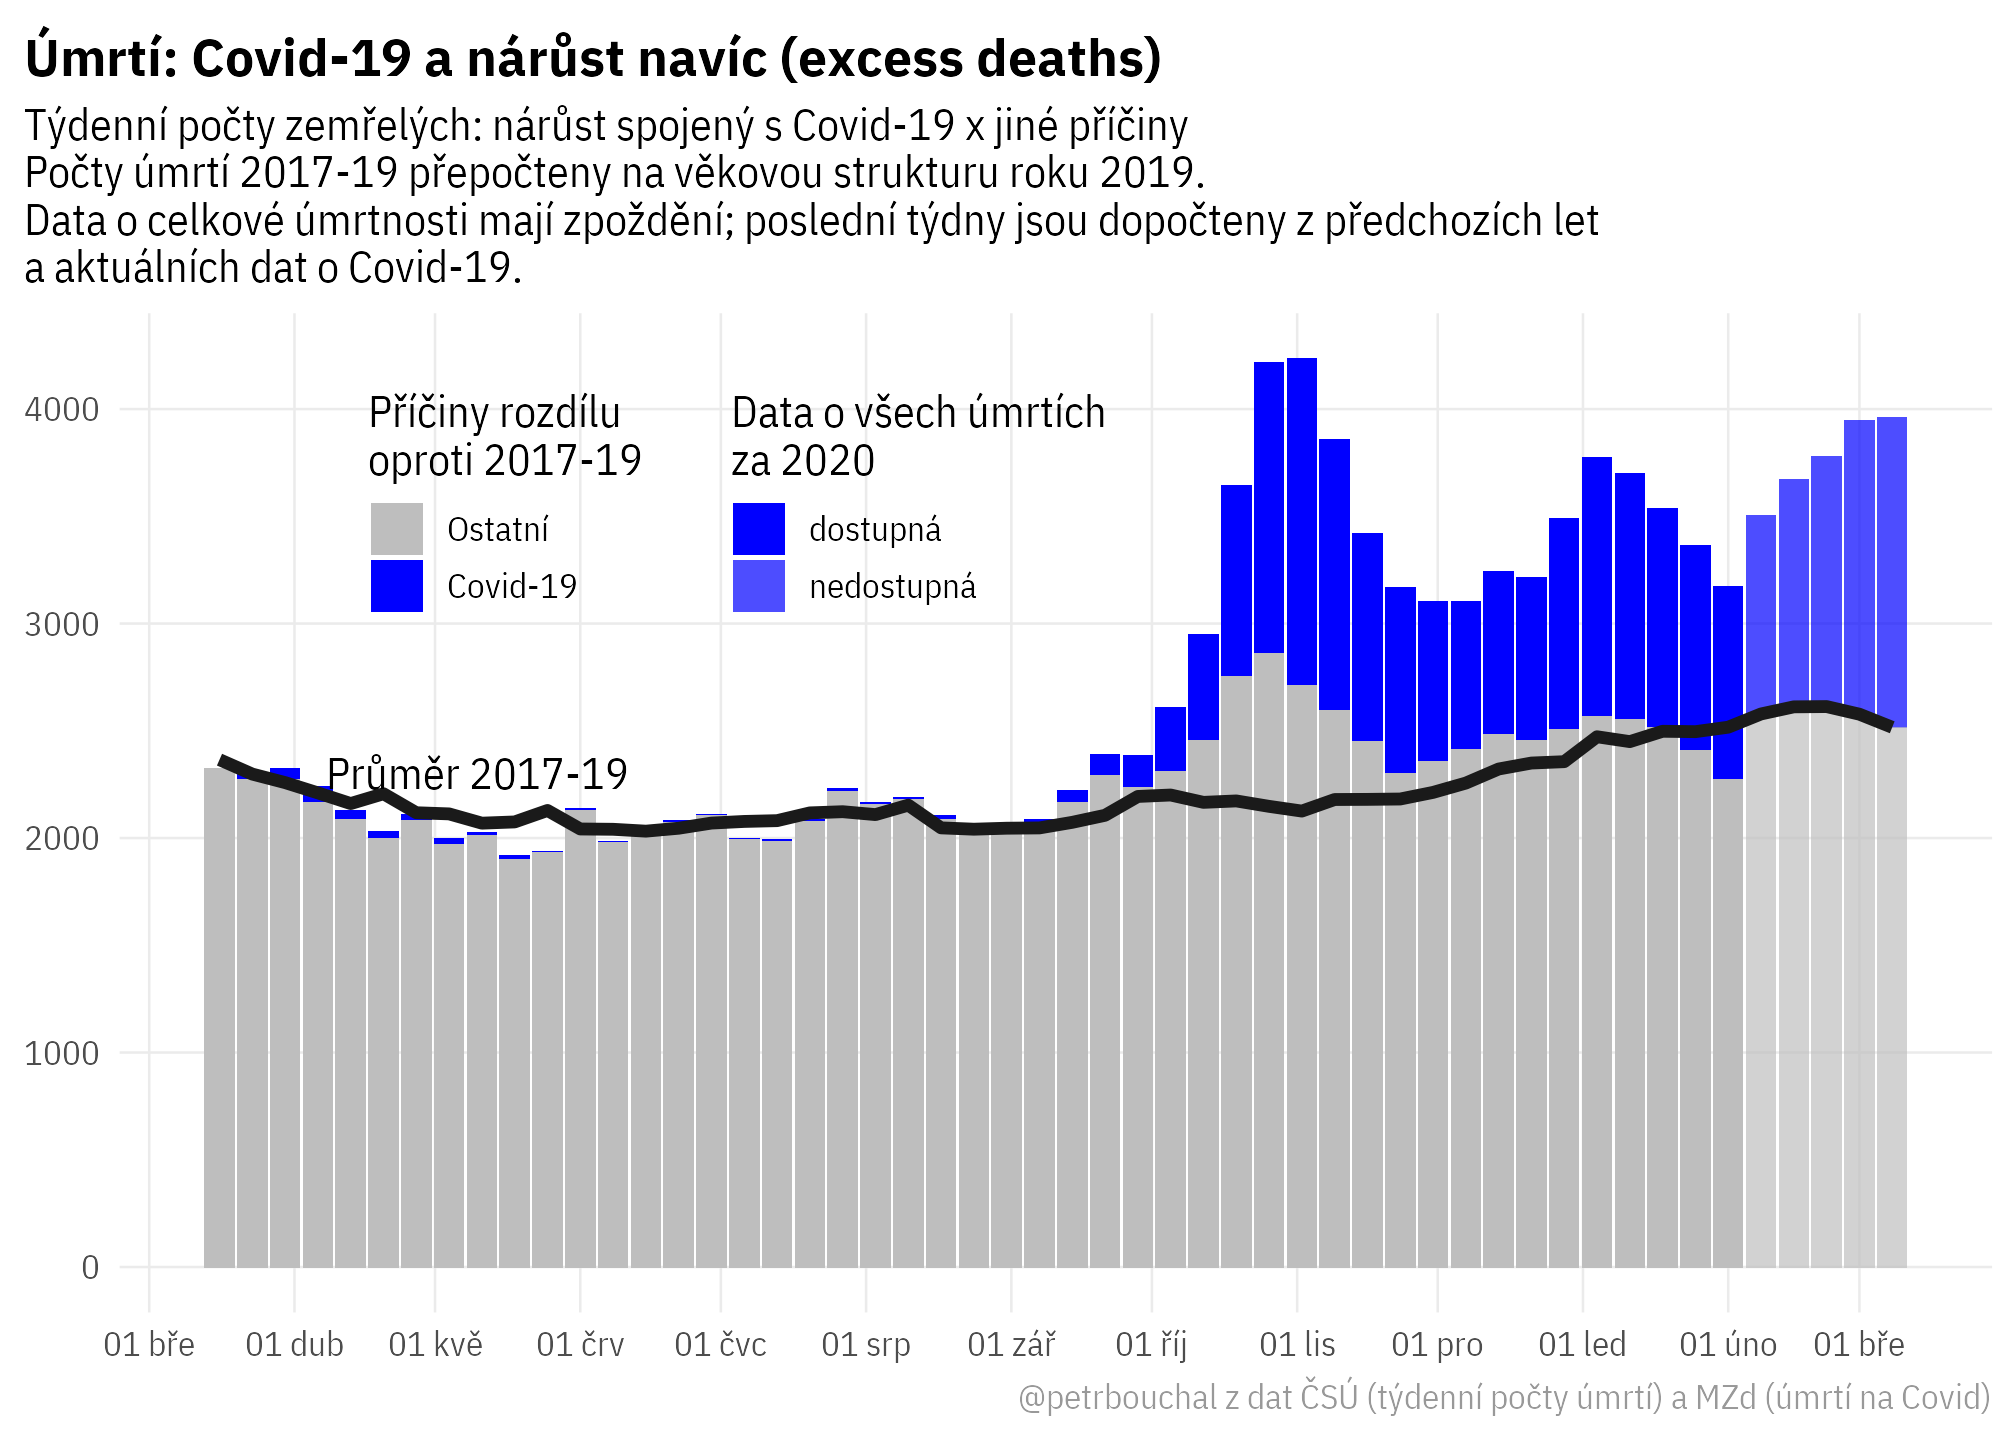 Úmrtí: Covid-19 a nárůst navíc (excess deaths)
Týdenní počty zemřelých: nárůst spojený s Covid-19 x jiné příčiny
Počty úmrtí 2017-19 přepočteny na věkovou strukturu roku 2019.
Data o celkové úmrtnosti mají zpoždění; poslední týdny jsou dopočteny z předchozích let
a aktuálních dat o Covid-19.
4000
3000
2000
1000
0
Příčiny rozdílu
oproti 2017-19
Ostatní
Covid-19
Data o všech úmrtích
za 2020
dostupná
nedostupná
Průměr 2017-19
01 bře
01 dub
01 kvě
01 črv
01 čvc
01 srp
01 zář
01 říj
01 lis
01 pro
01 led
01 úno
01 bře
@petrbouchal z dat ČSÚ (týdenní počty úmrtí) a MZd (úmrtí na Covid)